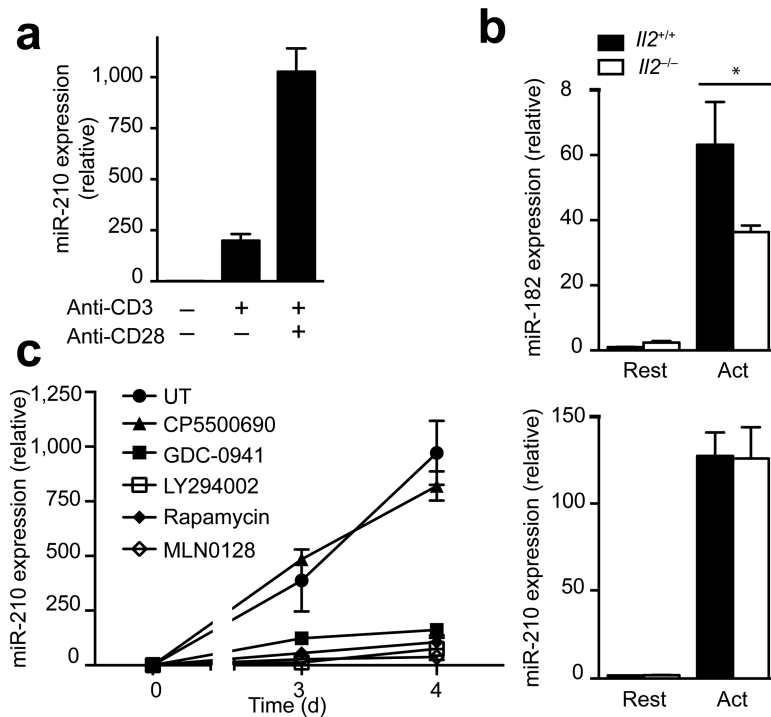 a
miR-210 expression
(relative)
1,000
750
500
250
0
Anti-CD3 – + +
Anti-CD28 – – +
b
Il2+/+
Il2–/–
*
miR-182 expression (relative)
8
60
40
20
0
Rest Act
miR-210 expression (relative)
150
100
50
0
Rest Act
c
miR-210 expression (relative)
1,250
1,000
750
500
250
0
UT
CP5500690
GDC-0941
LY294002
Rapamycin
MLN0128
0 3 4
Time (d)